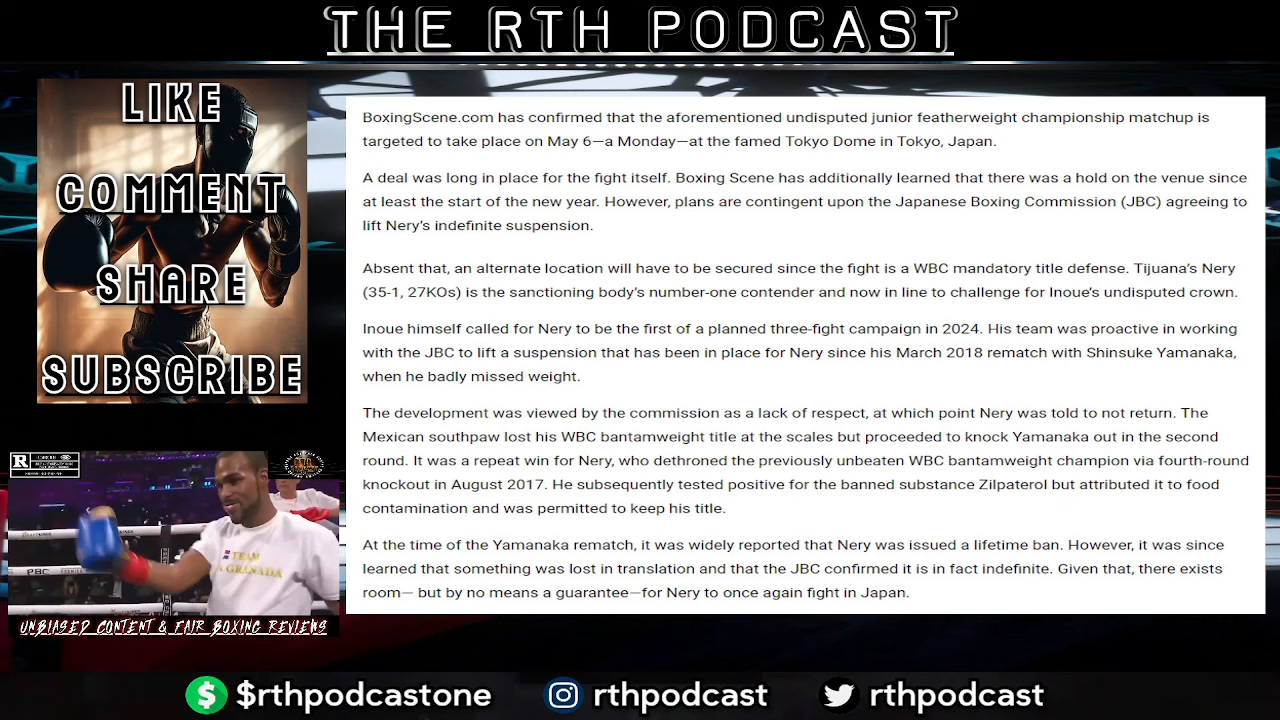 THE RTH PODCAST
LIKE
COMMENT
SHARE
SUBSCRIBE
BoxingScene.com has confirmed that the aforementioned undisputed junior featherweight championship matchup is
targeted to take place on May 6—a Monday—at the famed Tokyo Dome in Tokyo, Japan.
A deal was long in place for the fight itself. Boxing Scene has additionally learned that there was a hold on the venue since
at least the start of the new year. However, plans are contingent upon the Japanese Boxing Commission (JBC) agreeing to
lift Nery's indefinite suspension.
Absent that, an alternate location will have to be secured since the fight is a WBC mandatory title defense. Tijuana's Nery
(35-1, 27KOs) is the sanctioning body's number-one contender and now in line to challenge for Inoue's undisputed crown.
Inoue himself called for Nery to be the first of a planned three-fight campaign in 2024. His team was proactive in working
with the JBC to lift a suspension that has been in place for Nery since his March 2018 rematch with Shinsuke Yamanaka,
when he badly missed weight.
The development was viewed by the commission as a lack of respect, at which point Nery was told to not return. The
Mexican southpaw lost his WBC bantamweight title at the scales but proceeded to knock Yamanaka out in the second
round. It was a repeat win for Nery, who dethroned the previously unbeaten WBC bantamweight champion via fourth-round
knockout in August 2017. He subsequently tested positive for the banned substance Zilpaterol but attributed it to food
contamination and was permitted to keep his title.
At the time of the Yamanaka rematch, it was widely reported that Nery was issued a lifetime ban. However, it was since
learned that something was lost in translation and that the JBC confirmed it is in fact indefinite. Given that, there exists
room— but by no means a guarantee—for Nery to once again fight in Japan.
R
TEAM
GRANADA
PBC
UNBIASED CONTENT & FAIR BOXING REVIEWS
$ $rthpodcastone
rthpodcast
rthpodcast